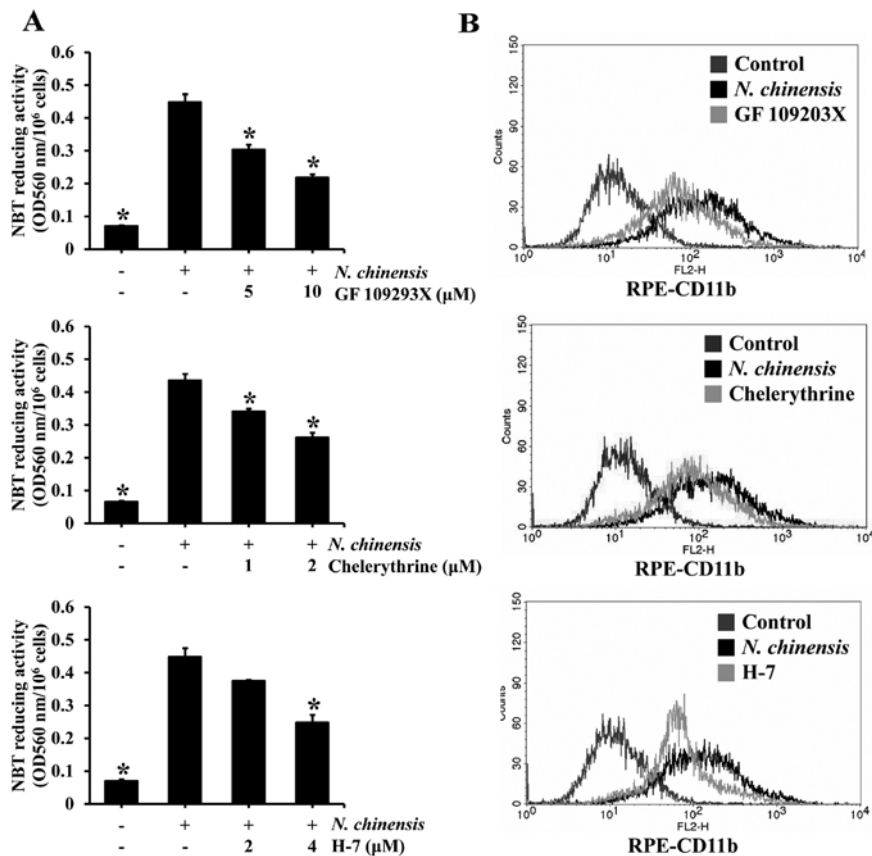 A
NBT reducing activity
(OD560 nm/10⁶ cells)
0.6
0.5
0.4
0.3
0.2
0.1
0
*
*
*
- + + + N. chinensis
- - 5 10 GF 109293X (μM)
NBT reducing activity
(OD560 nm/10⁶ cells)
0.6
0.5
0.4
0.3
0.2
0.1
0
*
*
*
- + + + N. chinensis
- - 1 2 Chelerythrine (μM)
NBT reducing activity
(OD560 nm/10⁶ cells)
0.6
0.5
0.4
0.3
0.2
0.1
0
*
*
- + + + N. chinensis
- - 2 4 H-7 (μM)
B
Counts
150
120
90
60
30
0
Control
N. chinensis
GF 109203X
10⁰ 10¹ 10² 10³ 10⁴
FL2-H
RPE-CD11b
Counts
150
120
90
60
30
0
Control
N. chinensis
Chelerythrine
10⁰ 10¹ 10² 10³ 10⁴
FL2-H
RPE-CD11b
Counts
150
120
90
60
30
0
Control
N. chinensis
H-7
10⁰ 10¹ 10² 10³ 10⁴
FL2-H
RPE-CD11b